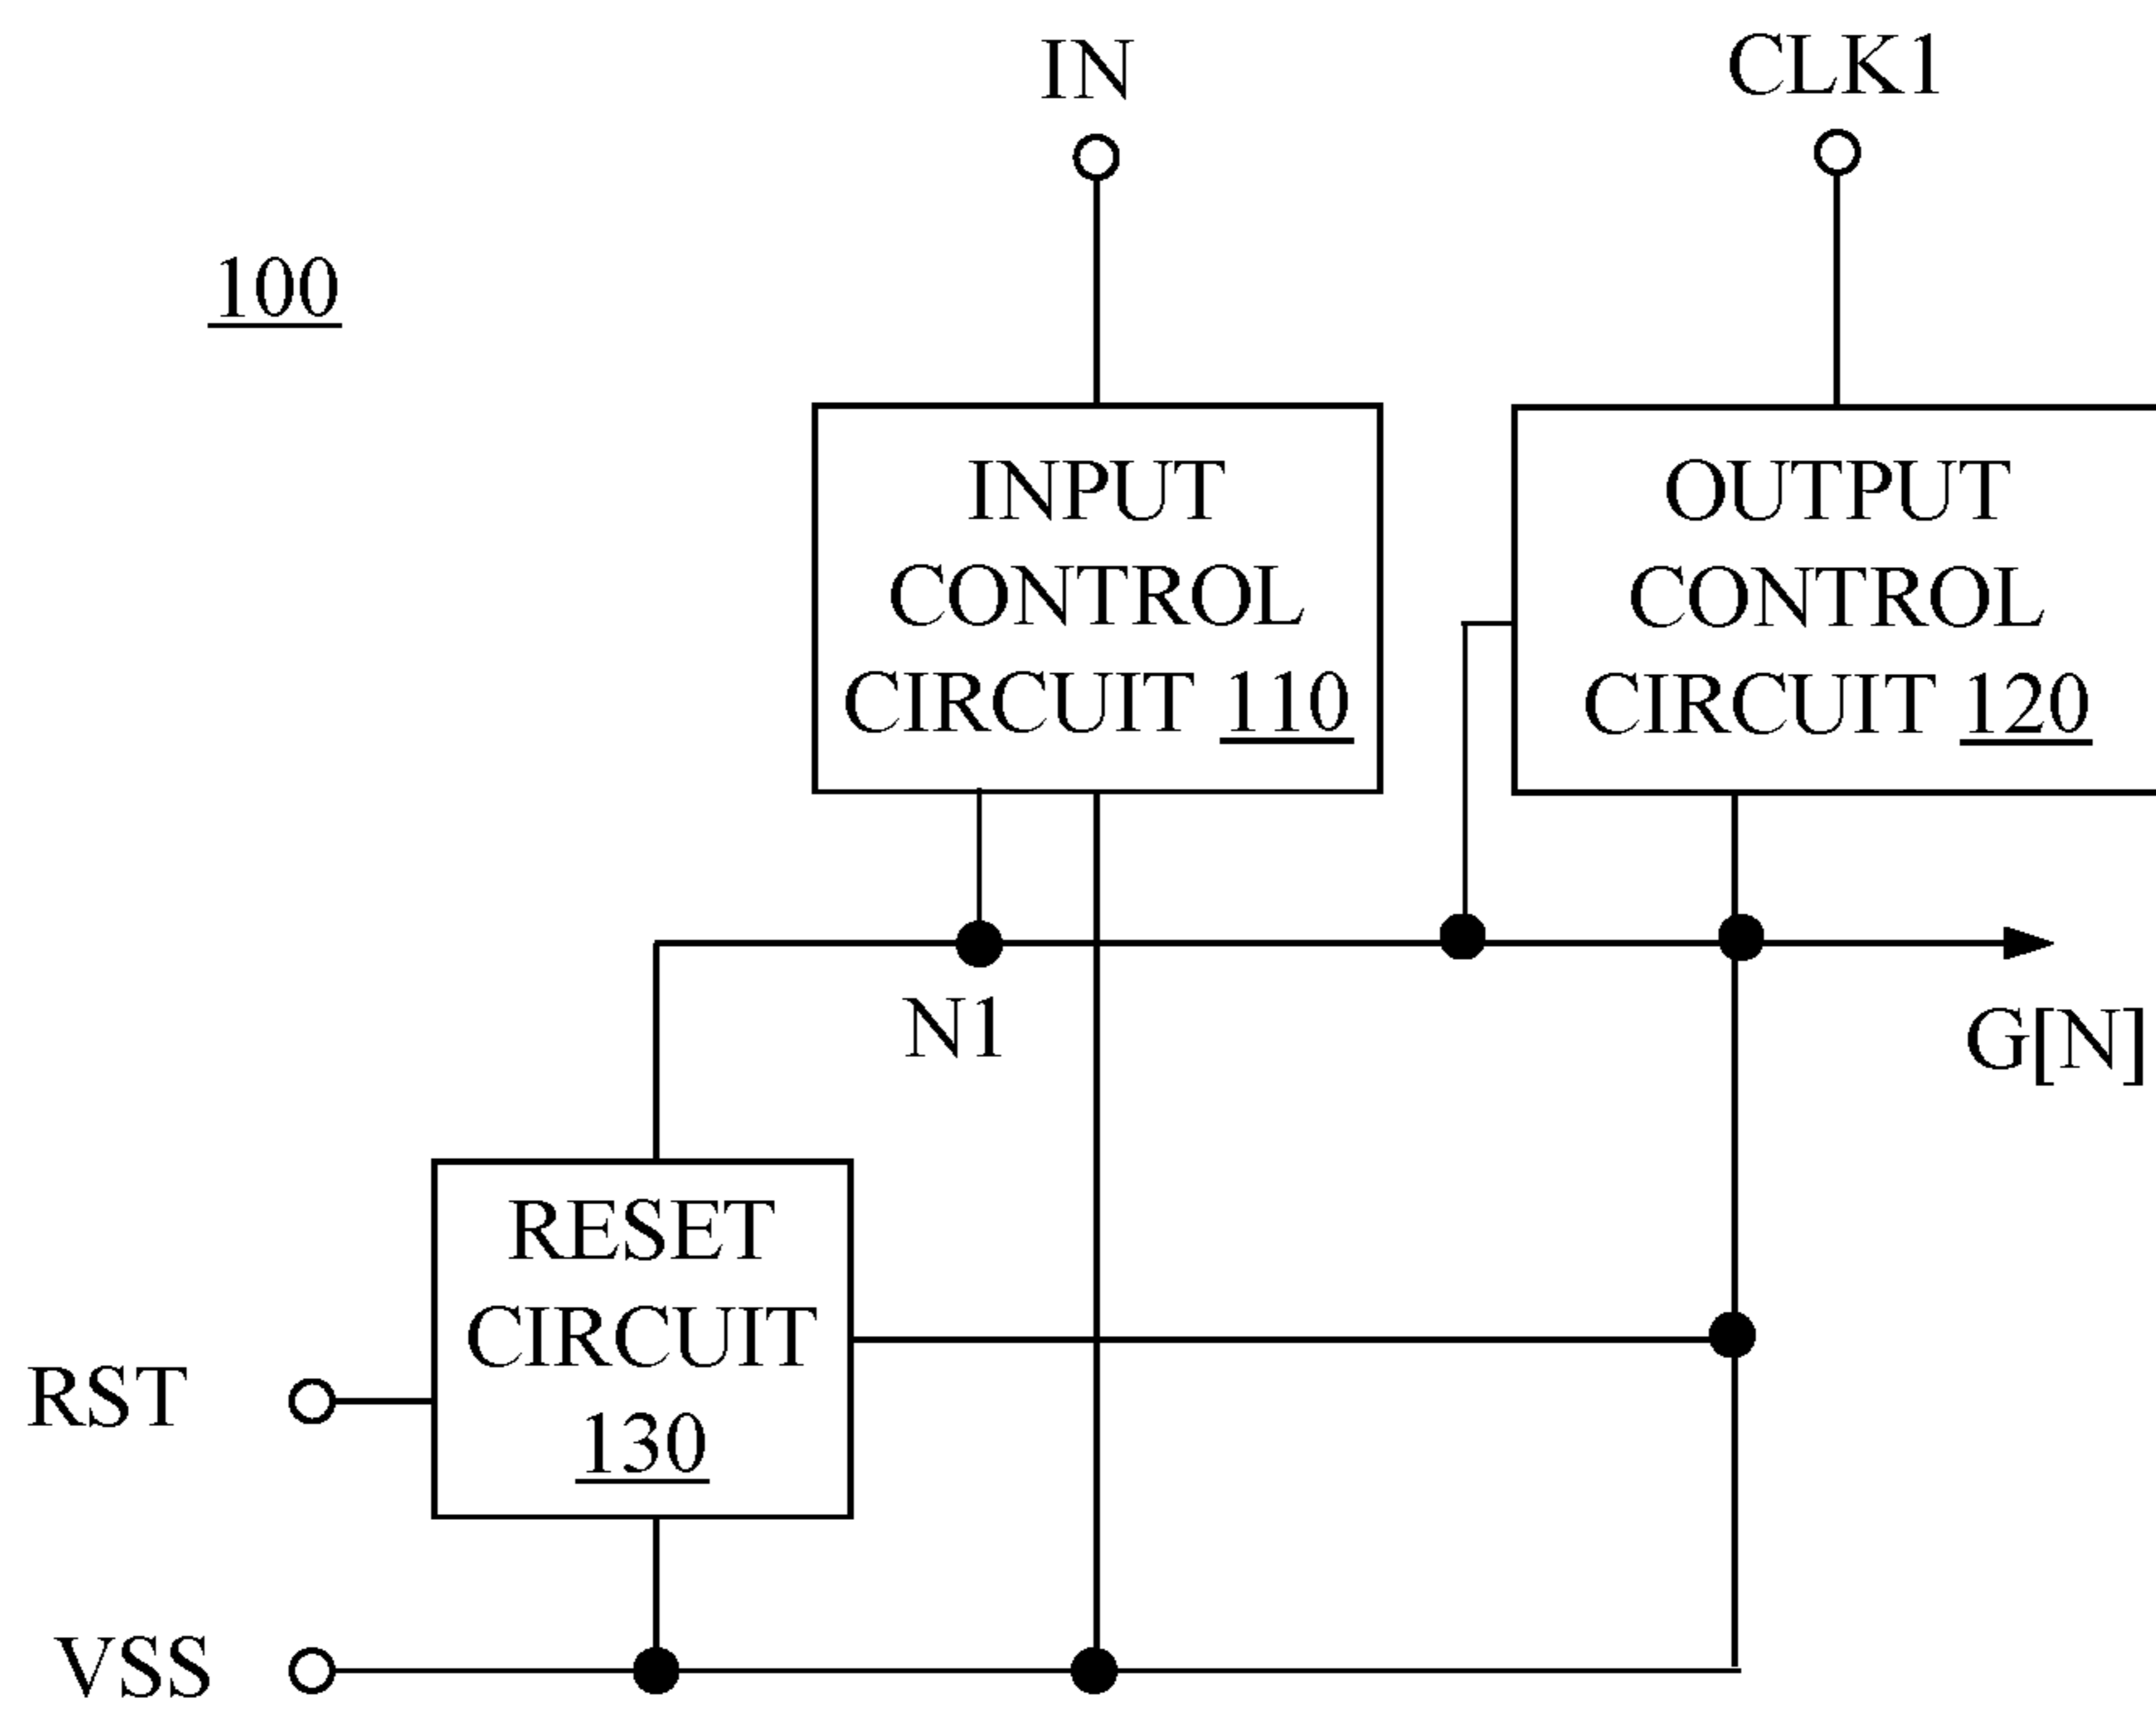 IN
CLK1
100
INPUT
CONTROL
CIRCUIT 110
OUTPUT
CONTROL
CIRCUIT 120
N1
G[N]
RESET
CIRCUIT
130
RST
VSS